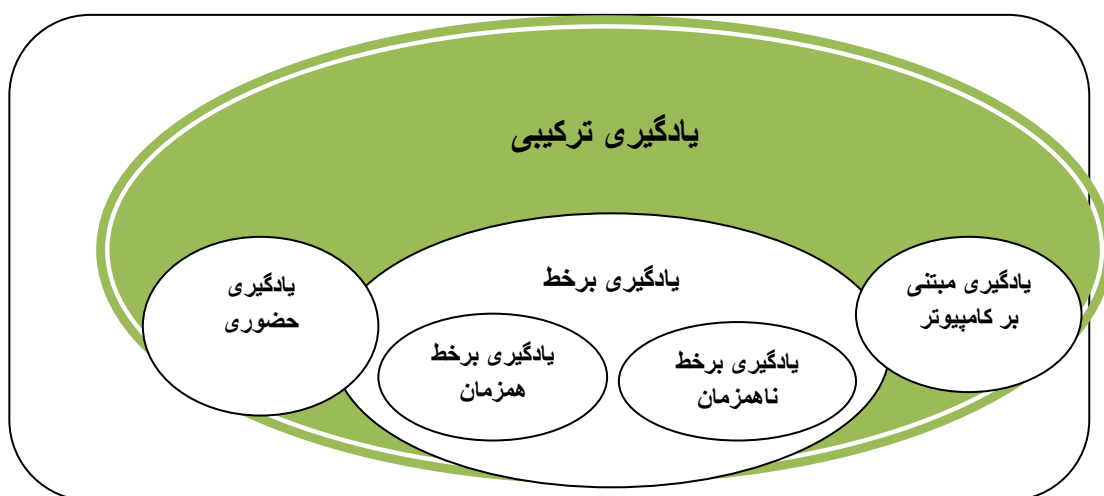 یادگیری ترکیبی
یادگیری مبتنی
بر کامپیوتر
یادگیری برخط
یادگیری برخط
ناهمزمان
یادگیری برخط
همزمان
یادگیری
حضوری